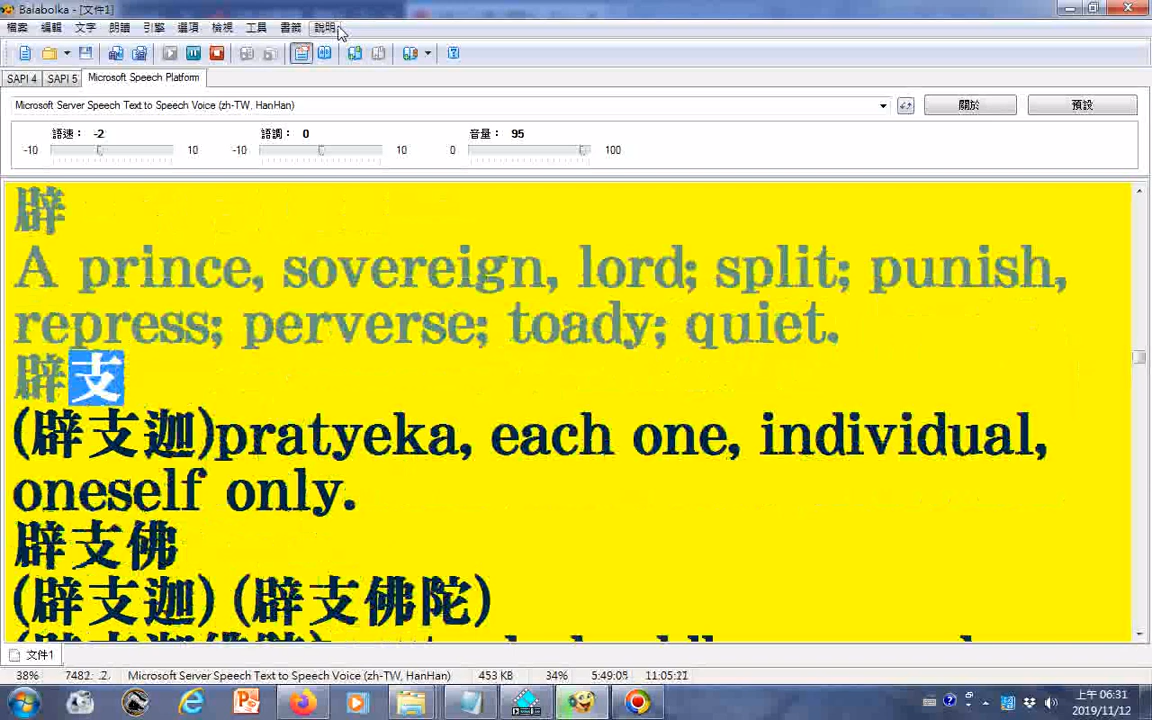 Balabolka - [文件1]
檔案 編輯 文字 朗讀 引擎 選項 檢視 工具 書籤 說明
SAPI 4 SAPI 5 Microsoft Speech Platform
Microsoft Server Speech Text to Speech Voice (zh-TW, HanHan) 關於 預設
語速： -2 語調： 0 音量： 95
-10 10 -10 10 0 100
辟
A prince, sovereign, lord; split; punish,
repress; perverse; toady; quiet.
辟支
(辟支迦)pratyeka, each one, individual,
oneself only.
辟支佛
(辟支迦) (辟支佛陀)
文件1
38% Microsoft Server Speech Text to Speech Voice (zh-TW, HanHan) 453 KB 34% 5:49:05 11:05:21
上午 06:31
2019/11/12